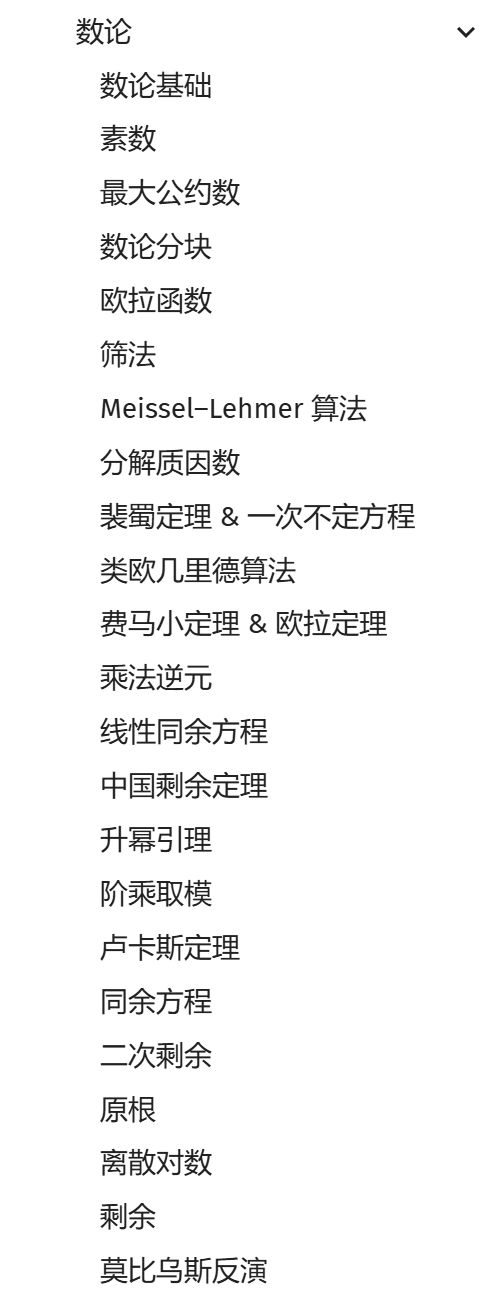 数论
数论基础
素数
最大公约数
数论分块
欧拉函数
筛法
Meissel–Lehmer 算法
分解质因数
裴蜀定理 & 一次不定方程
类欧几里德算法
费马小定理 & 欧拉定理
乘法逆元
线性同余方程
中国剩余定理
升幂引理
阶乘取模
卢卡斯定理
同余方程
二次剩余
原根
离散对数
剩余
莫比乌斯反演